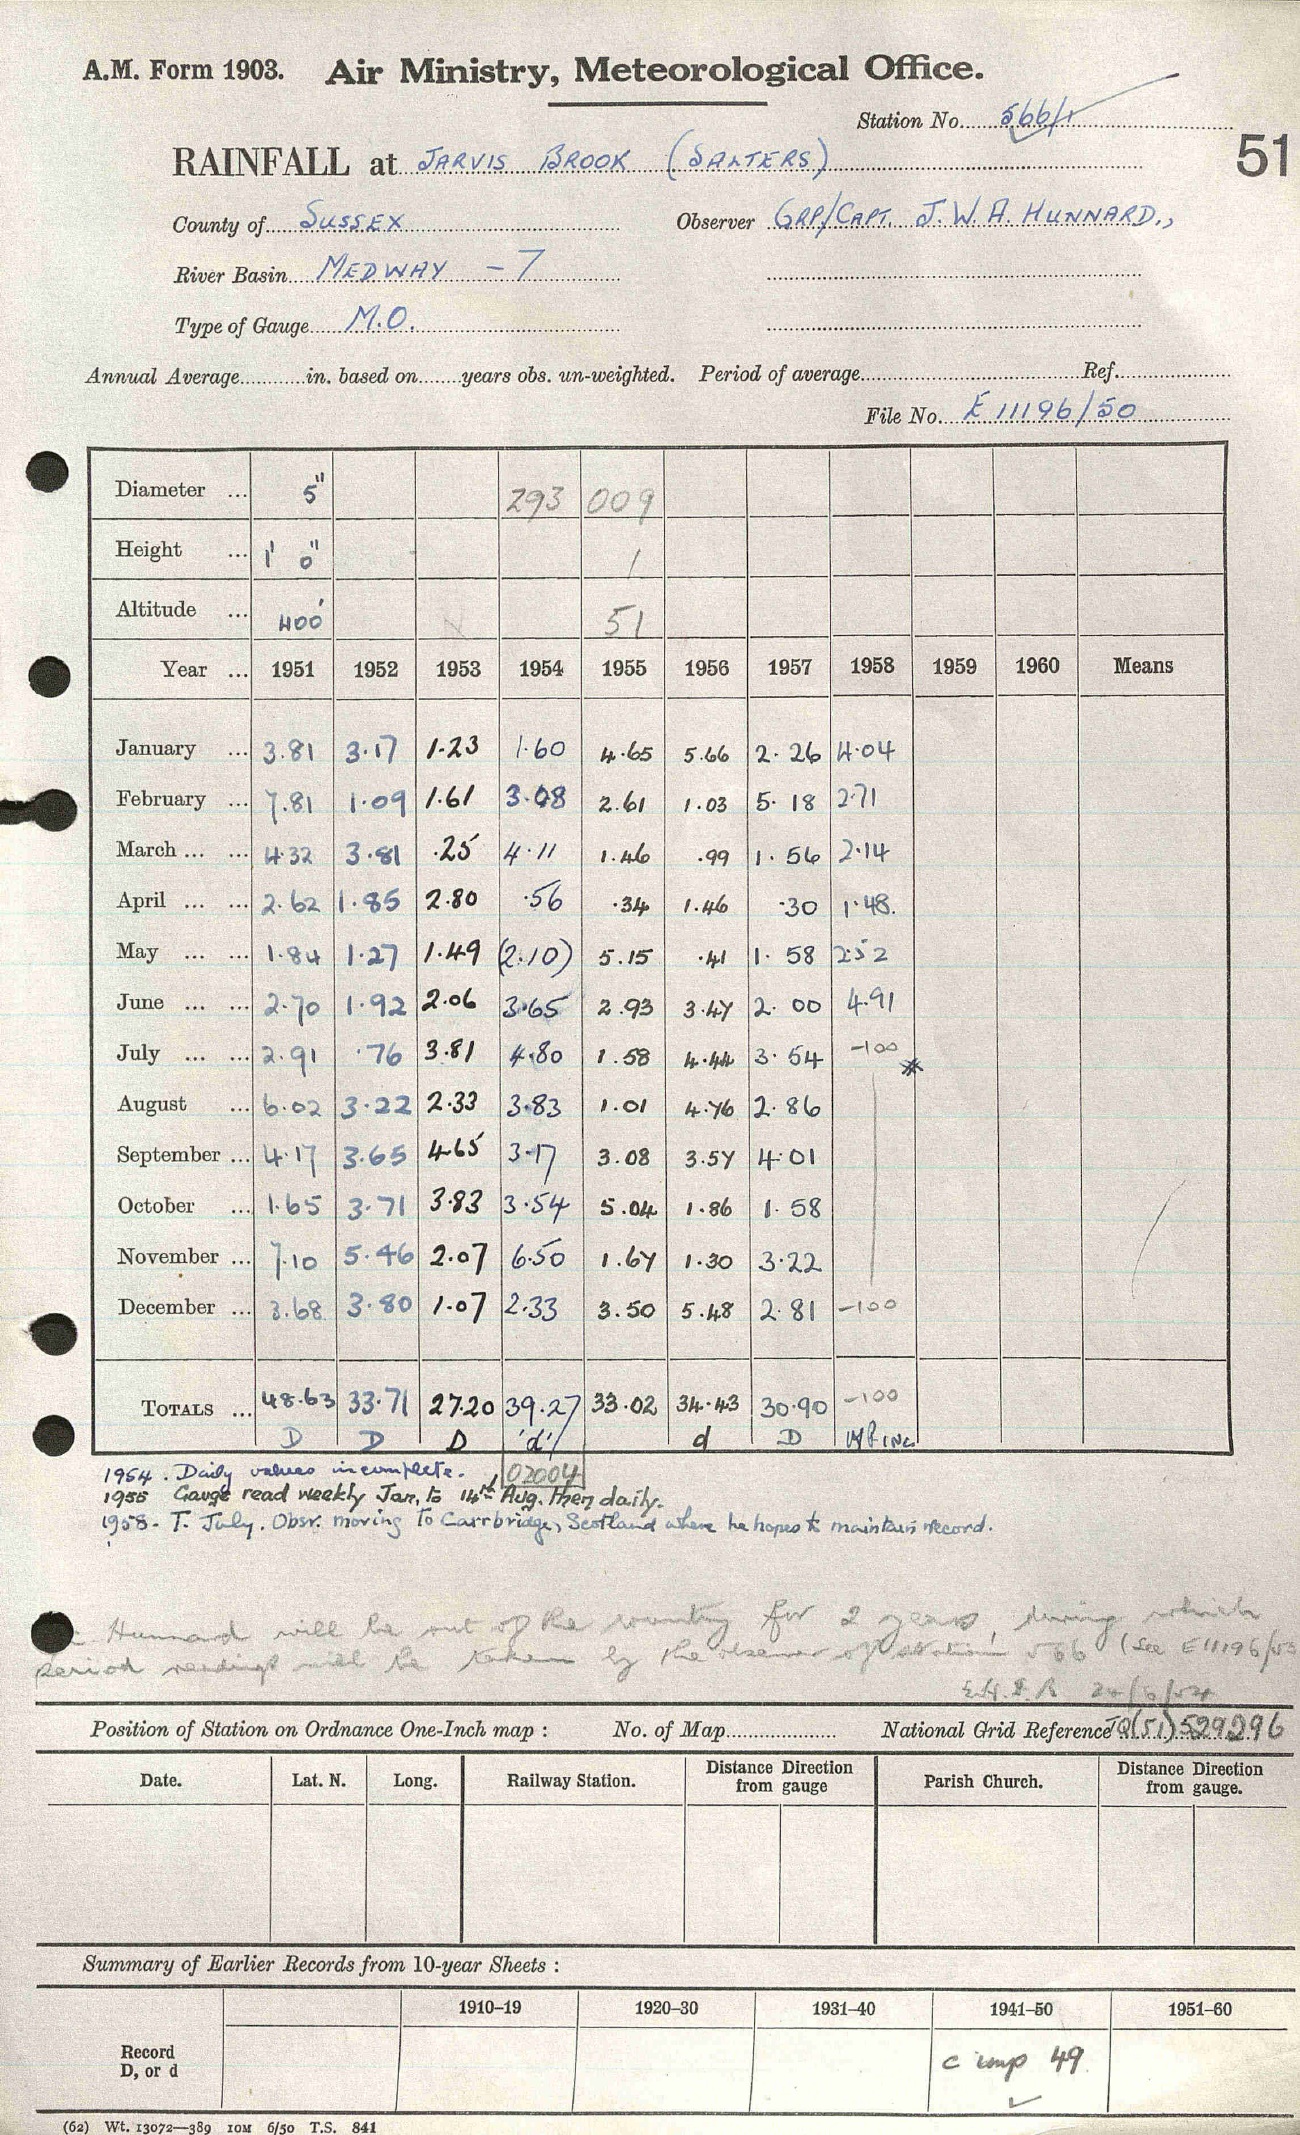 A.M. Form 1903. Air Ministry, Meteorological Office.
Station No. 566/1
51
RAINFALL at JARVIS BROOK (SALTERS)
County of SUSSEX Observer GRP/CAPT. J.W.A. HUNNARD.,
River Basin MEDWAY - 7
Type of Gauge M.O.
Annual Average............in. based on.......years obs. un-weighted. Period of average.............Ref.............
File No. E 11196/50
Diameter ... 5" 293 009
Height ... 1' 0" 1
Altitude ... 400' 51
Year ... 1951 1952 1953 1954 1955 1956 1957 1958 1959 1960 Means
January ... 3.81 3.17 1.23 1.60 4.65 5.66 2.26 4.04
February ... 7.81 1.09 1.61 3.08 2.61 1.03 5.18 2.71
March ... ... 4.32 3.81 .25 4.11 1.46 .99 1.56 2.14
April ... ... 2.62 1.85 2.80 .56 .34 1.46 .30 1.48.
May ... ... 1.84 1.27 1.49 (2.10) 5.15 .41 1.58 2.52
June ... ... 2.70 1.92 2.06 3.65 2.93 3.47 2.00 4.91
July ... ... 2.91 .76 3.81 4.80 1.58 4.44 3.54 -100 *
August ... 6.02 3.22 2.33 3.83 1.01 4.76 2.86
September ... 4.17 3.65 4.65 3.17 3.08 3.57 4.01
October ... 1.65 3.71 3.83 3.54 5.04 1.86 1.58
November ... 7.10 5.46 2.07 6.50 1.67 1.30 3.22
December ... 3.68 3.80 1.07 2.33 3.50 5.48 2.81 -100
TOTALS ... 48.63 33.71 27.20 39.27 33.02 34.43 30.90 -100
D D D 'd' d D INC
1954. Daily values incomplete. 02004
1955 Gauge read weekly Jan, to 14th Aug. then daily.
1958- T. July. Obsr. moving to Carrbridge, Scotland where he hopes to maintain record.
Hunnard will be out of the country for 2 years, during which
period readings will be taken by the observer of station 566 (See E11196/50
24/6/54
Position of Station on Ordnance One-Inch map : No. of Map.................. National Grid Reference TQ(51)529296
Date. Lat. N. Long. Railway Station. Distance from gauge Direction Parish Church. Distance from gauge. Direction
Summary of Earlier Records from 10-year Sheets :
1910–19 1920–30 1931–40 1941–50 1951–60
Record
D, or d c imp 49
(62) Wt. 13072—389 10M 6/50 T.S. 841